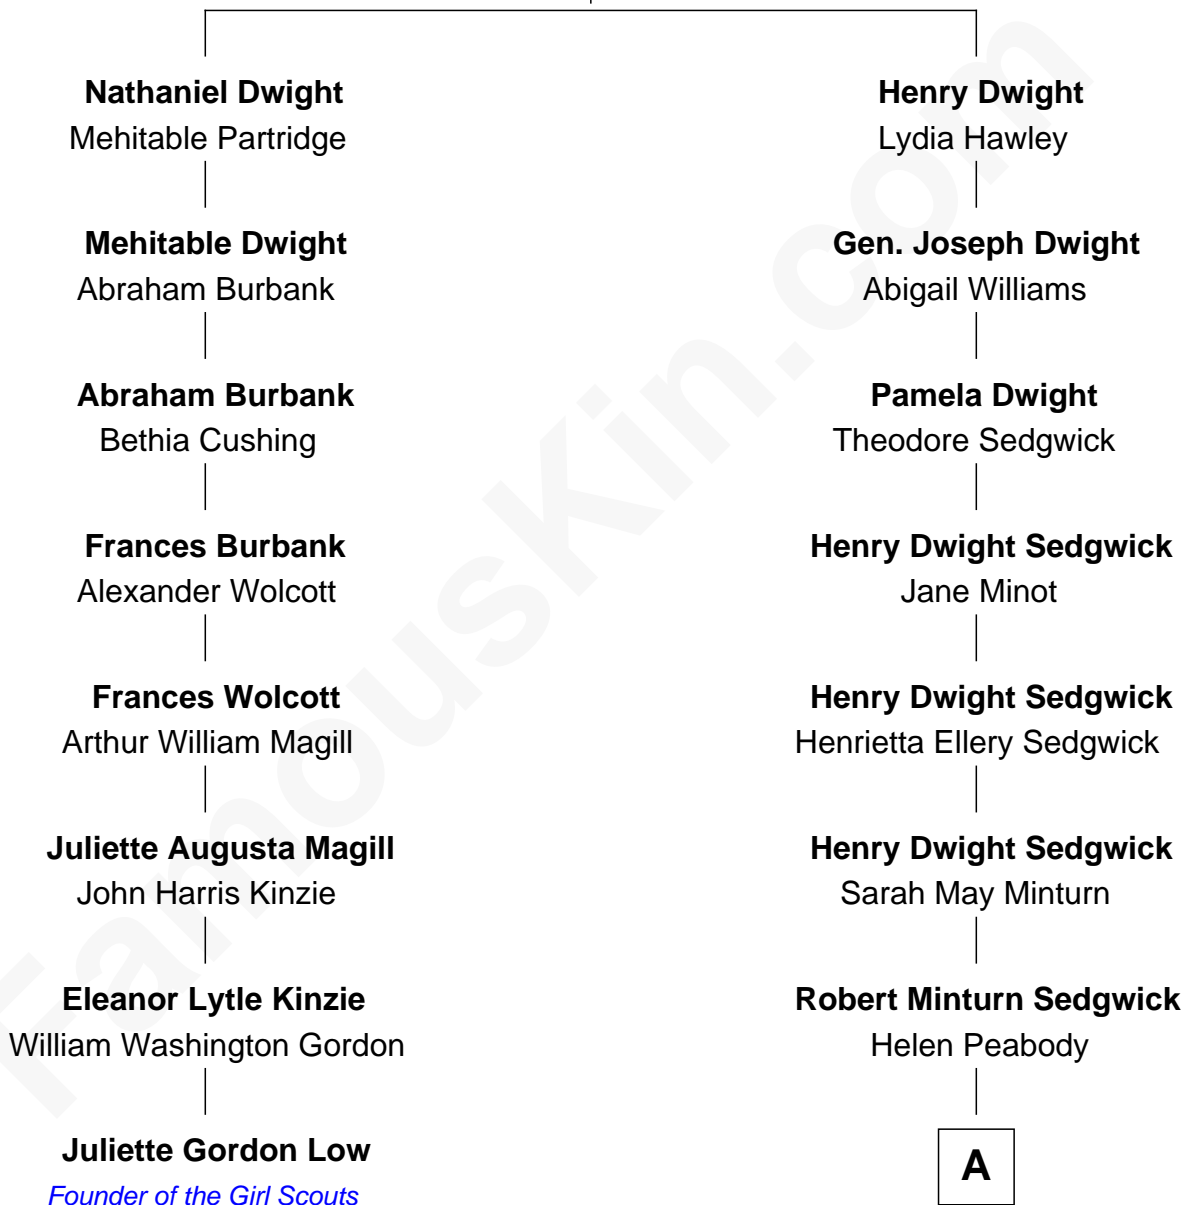 Nathaniel Dwight
Mehitable Partridge
Mehitable Dwight
Abraham Burbank
Abraham Burbank
Bethia Cushing
Frances Burbank
Alexander Wolcott
Frances Wolcott
Arthur William Magill
Juliette Augusta Magill
John Harris Kinzie
Eleanor Lytle Kinzie
William Washington Gordon
Juliette Gordon Low
Founder of the Girl Scouts
Henry Dwight
Lydia Hawley
Gen. Joseph Dwight
Abigail Williams
Pamela Dwight
Theodore Sedgwick
Henry Dwight Sedgwick
Jane Minot
Henry Dwight Sedgwick
Henrietta Ellery Sedgwick
Henry Dwight Sedgwick
Sarah May Minturn
Robert Minturn Sedgwick
Helen Peabody
A
FamousKin.com